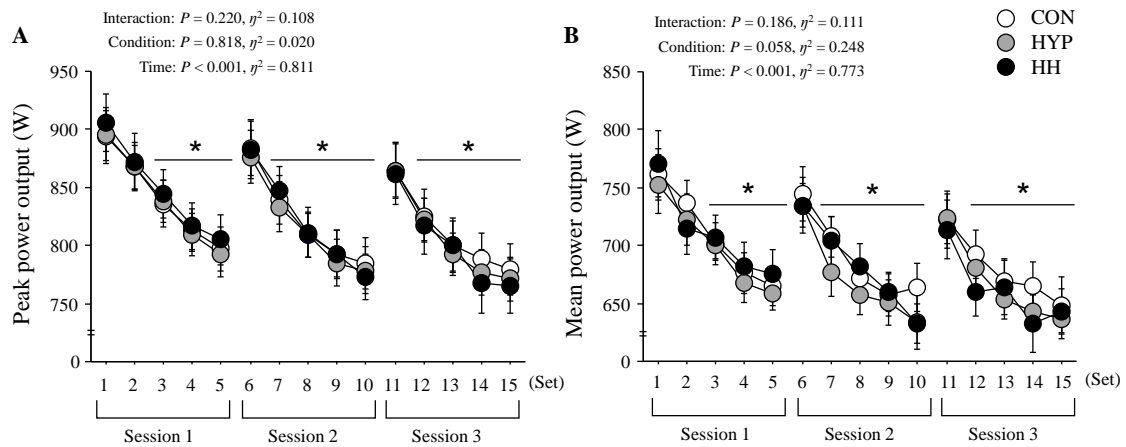 A
Interaction: P = 0.220, η² = 0.108
Condition: P = 0.818, η² = 0.020
Time: P < 0.001, η² = 0.811
Peak power output (W)
950
900
850
800
750
0
* * *
1 2 3 4 5 6 7 8 9 10 11 12 13 14 15 (Set)
Session 1 Session 2 Session 3
B
Interaction: P = 0.186, η² = 0.111
Condition: P = 0.058, η² = 0.248
Time: P < 0.001, η² = 0.773
CON
HYP
HH
Mean power output (W)
850
800
750
700
650
0
* * *
1 2 3 4 5 6 7 8 9 10 11 12 13 14 15 (Set)
Session 1 Session 2 Session 3